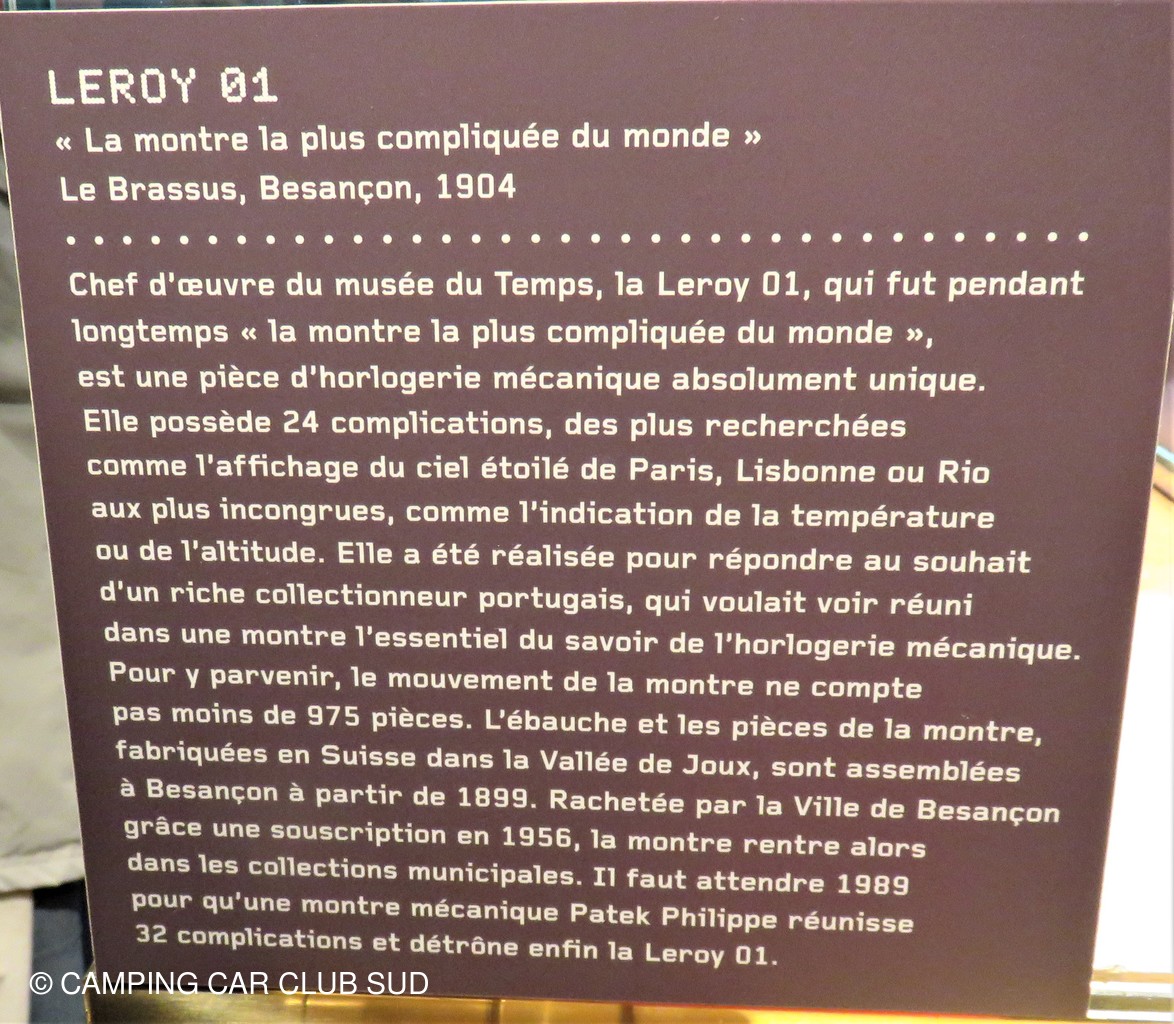 LEROY 01
« La montre la plus compliquée du monde »
Le Brassus, Besançon, 1904
Chef d'œuvre du musée du Temps, la Leroy 01, qui fut pendant
longtemps « la montre la plus compliquée du monde »,
est une pièce d'horlogerie mécanique absolument unique.
Elle possède 24 complications, des plus recherchées
comme l'affichage du ciel étoilé de Paris, Lisbonne ou Rio
aux plus incongrues, comme l'indication de la température
ou de l'altitude. Elle a été réalisée pour répondre au souhait
d'un riche collectionneur portugais, qui voulait voir réuni
dans une montre l'essentiel du savoir de l'horlogerie mécanique.
Pour y parvenir, le mouvement de la montre ne compte
pas moins de 975 pièces. L'ébauche et les pièces de la montre,
fabriquées en Suisse dans la Vallée de Joux, sont assemblées
à Besançon à partir de 1899. Rachetée par la Ville de Besançon
grâce une souscription en 1956, la montre rentre alors
dans les collections municipales. Il faut attendre 1989
pour qu'une montre mécanique Patek Philippe réunisse
32 complications et détrône enfin la Leroy 01.
© CAMPING CAR CLUB SUD